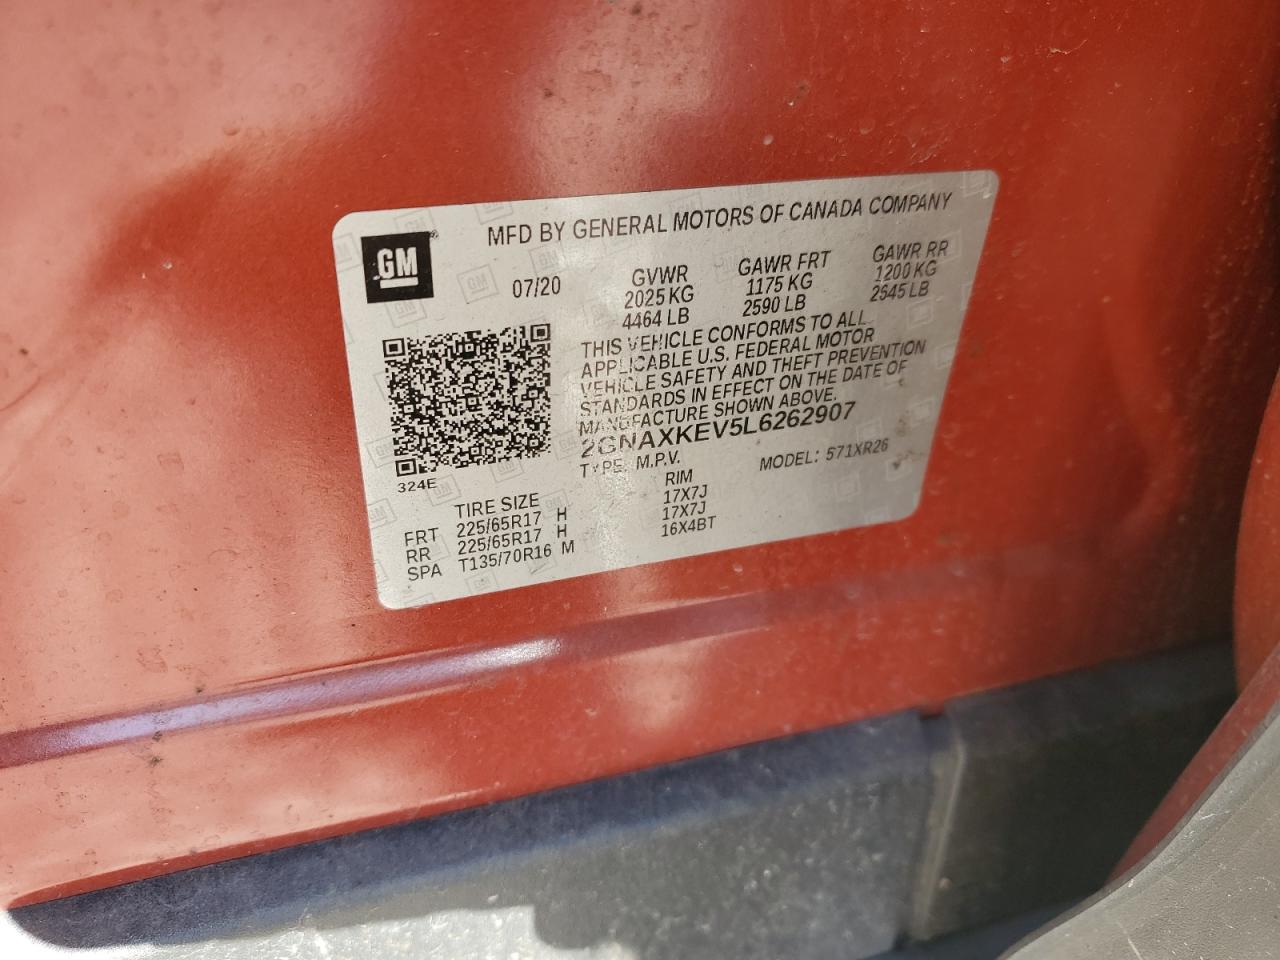 MFD BY GENERAL MOTORS OF CANADA COMPANY
GM
07/20
GVWR GAWR FRT GAWR RR
2025 KG 1175 KG 1200 KG
4464 LB 2590 LB 2645 LB
THIS VEHICLE CONFORMS TO ALL
APPLICABLE U.S. FEDERAL MOTOR
VEHICLE SAFETY AND THEFT PREVENTION
STANDARDS IN EFFECT ON THE DATE OF
MANUFACTURE SHOWN ABOVE.
2GNAXKEV5L6262907
TYPE: M.P.V. MODEL: 571XR26
324E
TIRE SIZE RIM
FRT 225/65R17 H 17X7J
RR 225/65R17 H 17X7J
SPA T135/70R16 M 16X4BT